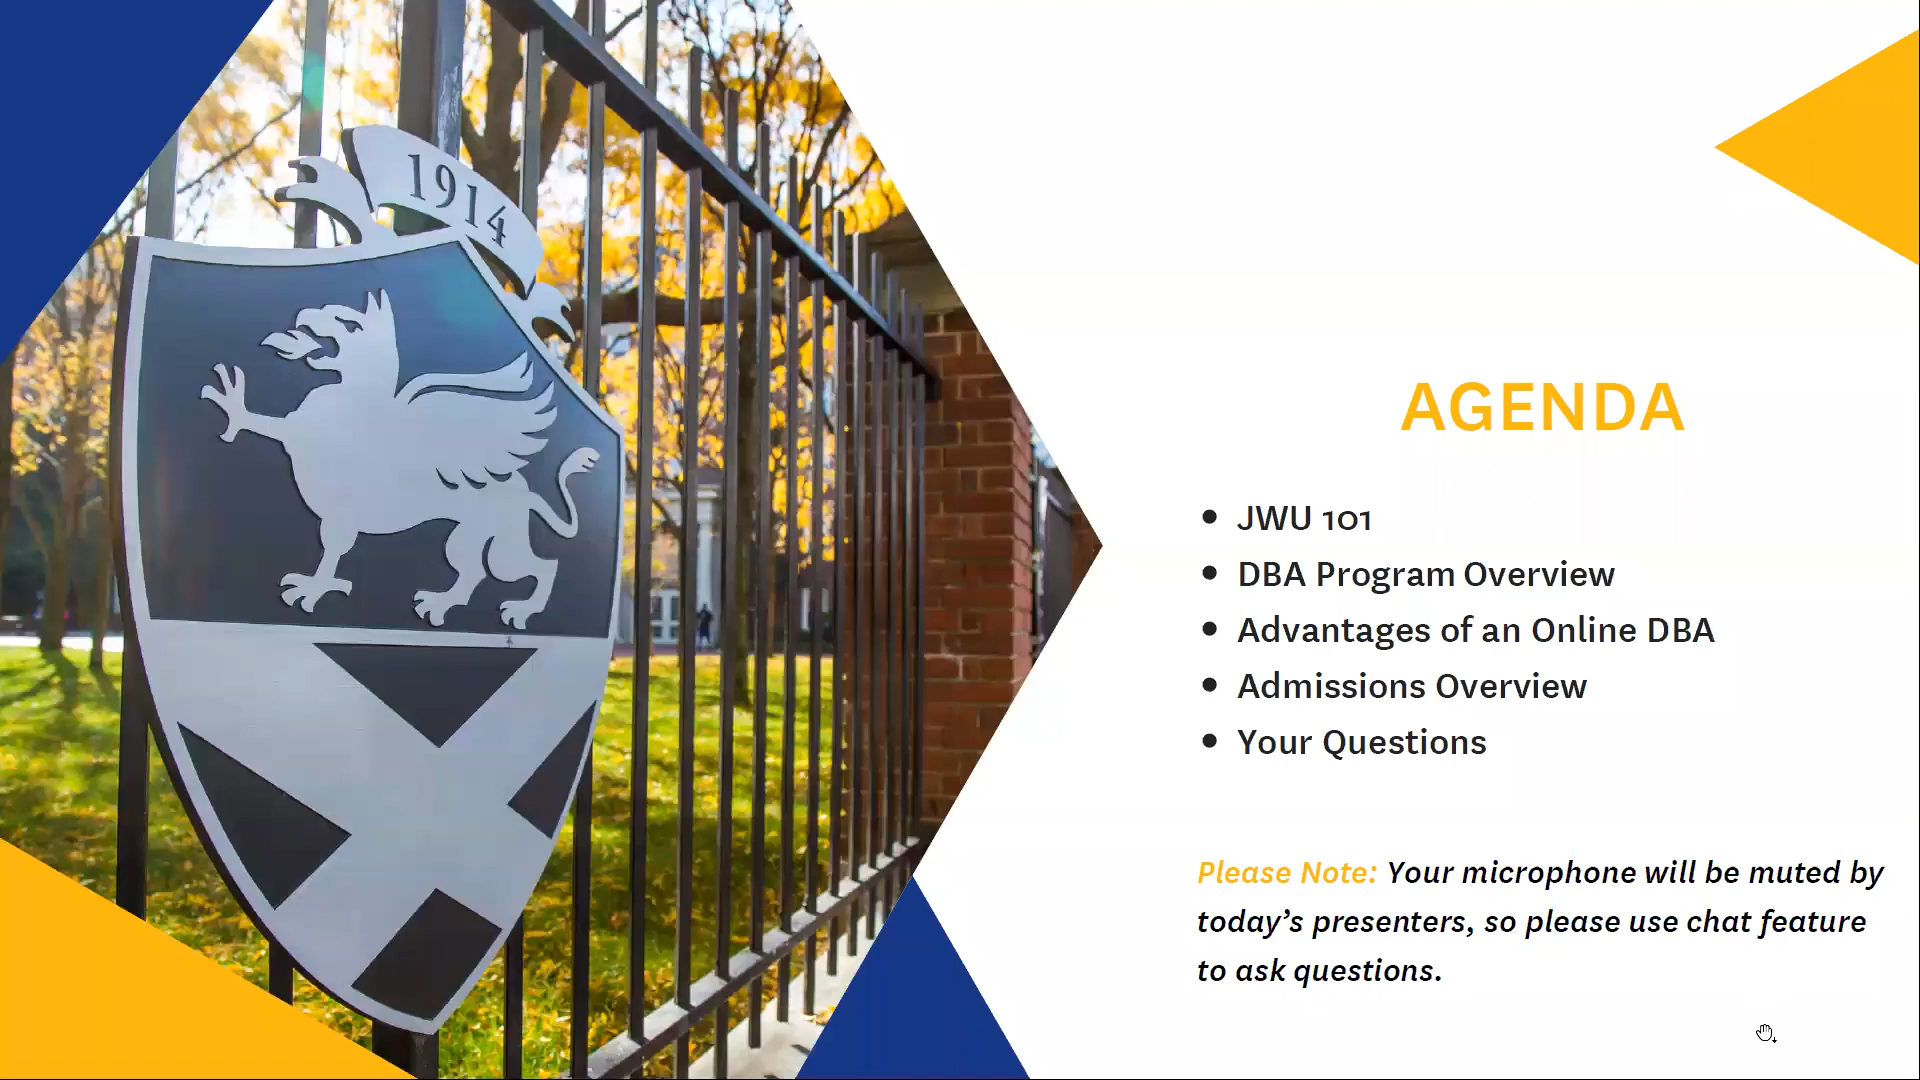 1914
AGENDA
JWU 101
DBA Program Overview
Advantages of an Online DBA
Admissions Overview
Your Questions
Please Note: Your microphone will be muted by
today’s presenters, so please use chat feature
to ask questions.